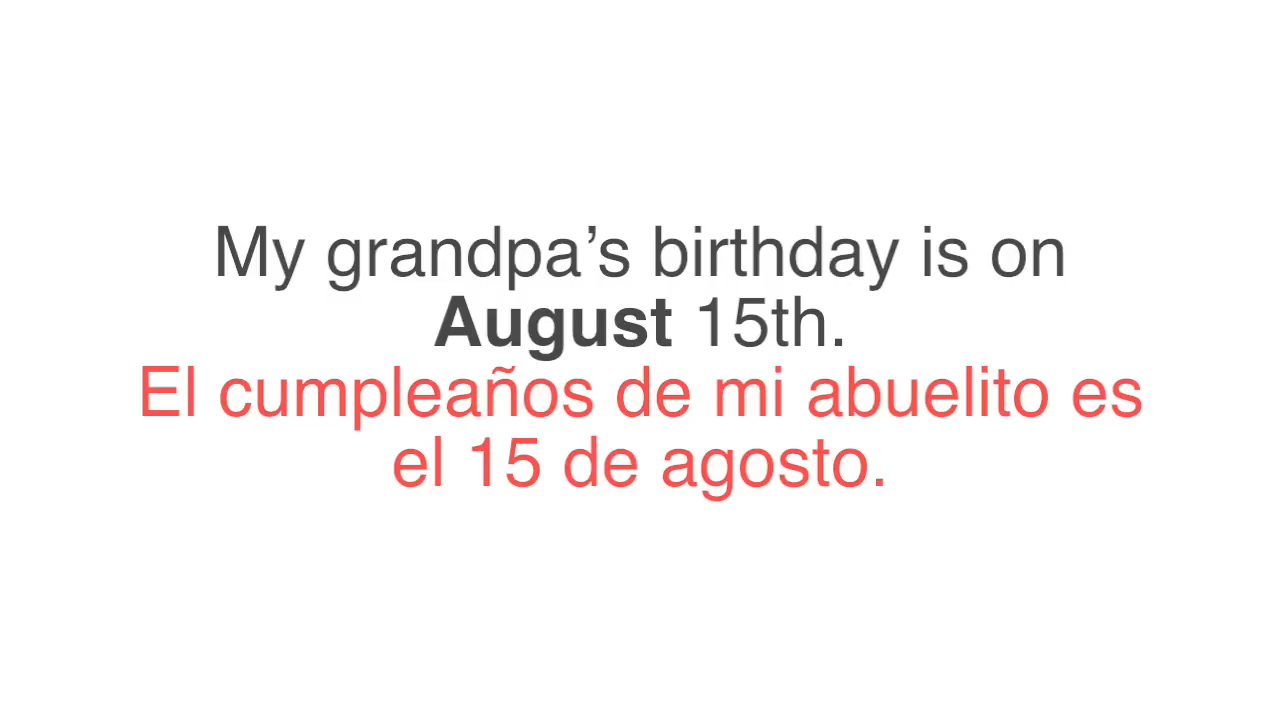 My grandpa’s birthday is on
August 15th.
El cumpleaños de mi abuelito es
el 15 de agosto.